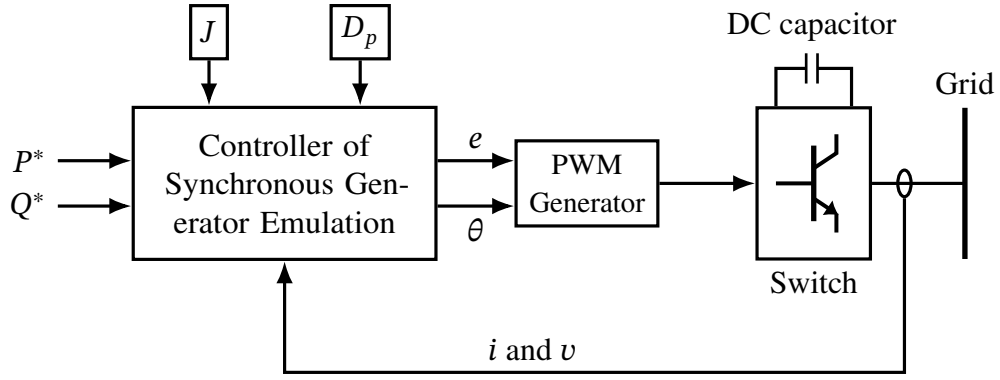 J
D_p
DC capacitor
Grid
P*
Q*
Controller of
Synchronous Gen-
erator Emulation
e
θ
PWM
Generator
Switch
i and v